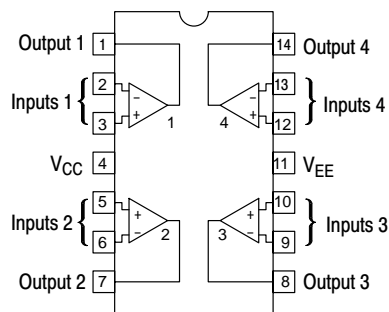 Output 1 1 14 Output 4
2 − − 13
Inputs 1 { } Inputs 4
3 + + 12
1 4
VCC 4 11 VEE
5 + + 10
Inputs 2 { } Inputs 3
6 − − 9
2 3
Output 2 7 8 Output 3